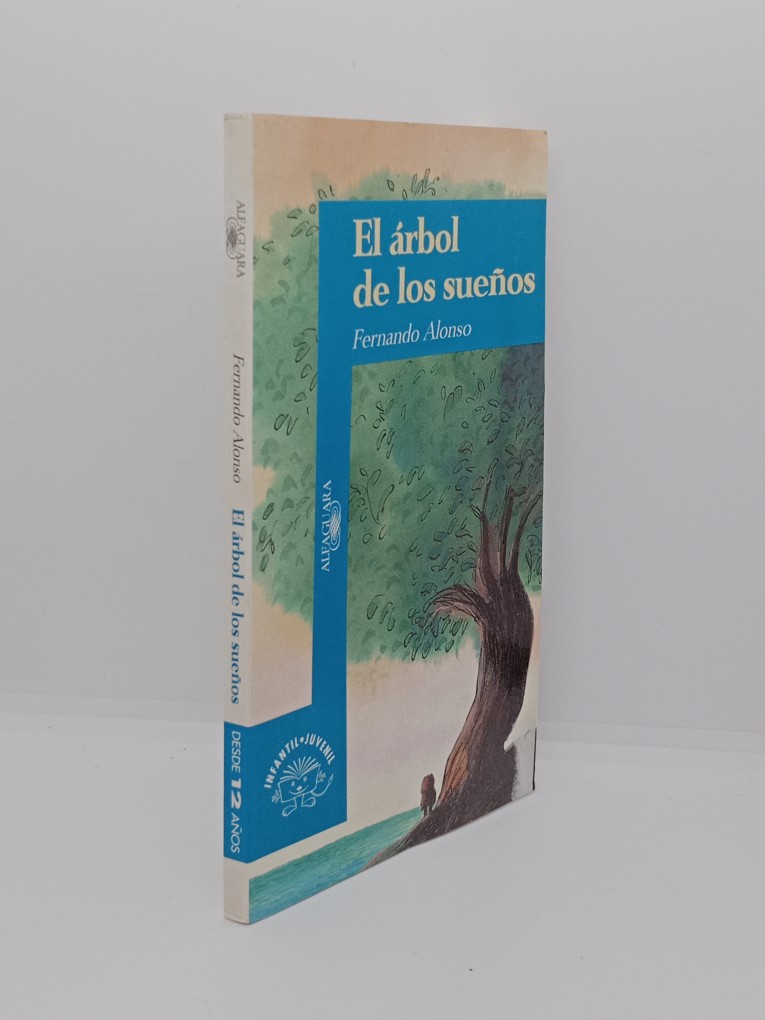 El árbol
de los sueños
Fernando Alonso
ALFAGUARA
INFANTIL • JUVENIL
ALFAGUARA
Fernando Alonso
El árbol de los sueños
DESDE 12 AÑOS